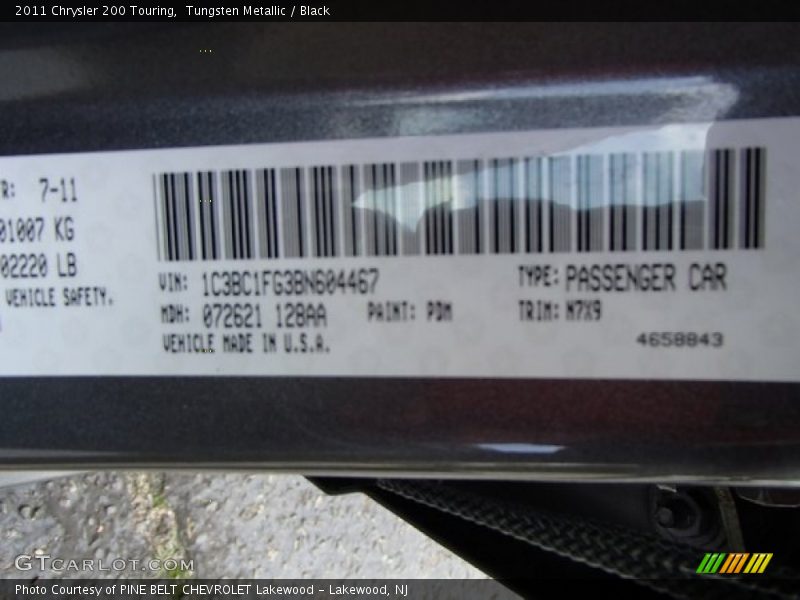 2011 Chrysler 200 Touring,  Tungsten Metallic / Black
TR: 7-11
01007 KG
02220 LB
VEHICLE SAFETY.
VIN: 1C3BC1FG3BN604467
TYPE: PASSENGER CAR
MDH: 072621 128AA
PAINT: PDM
TRIM: N7X9
VEHICLE MADE IN U.S.A.
4658843
GTCARLOT.COM
Photo Courtesy of PINE BELT CHEVROLET Lakewood - Lakewood, NJ